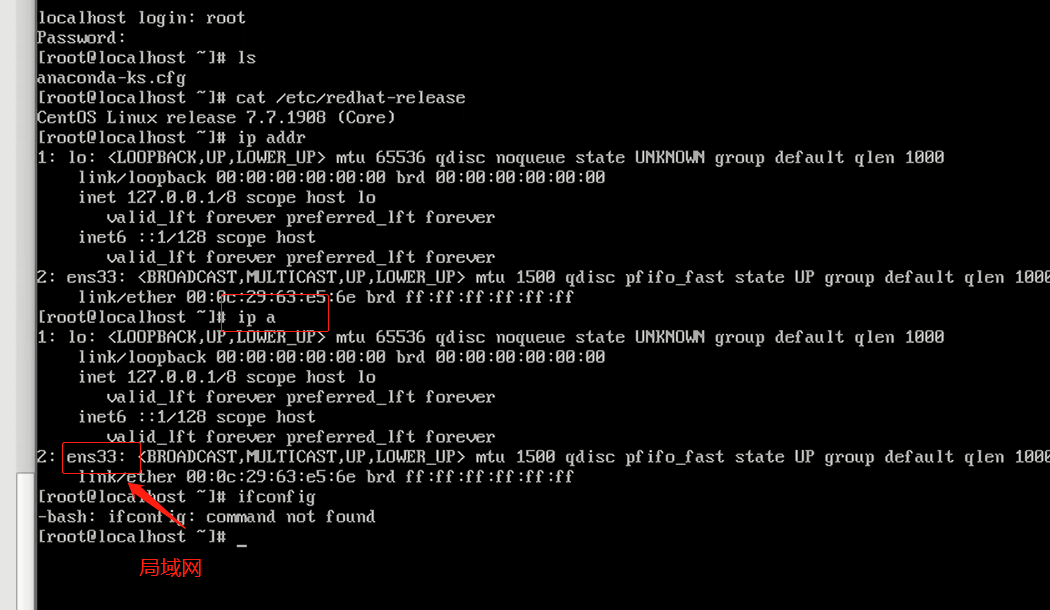 localhost login: root
Password:
[root@localhost ~]# ls
anaconda-ks.cfg
[root@localhost ~]# cat /etc/redhat-release
CentOS Linux release 7.7.1908 (Core)
[root@localhost ~]# ip addr
1: lo: <LOOPBACK,UP,LOWER_UP> mtu 65536 qdisc noqueue state UNKNOWN group default qlen 1000
link/loopback 00:00:00:00:00:00 brd 00:00:00:00:00:00
inet 127.0.0.1/8 scope host lo
valid_lft forever preferred_lft forever
inet6 ::1/128 scope host
valid_lft forever preferred_lft forever
2: ens33: <BROADCAST,MULTICAST,UP,LOWER_UP> mtu 1500 qdisc pfifo_fast state UP group default qlen 1000
link/ether 00:0c:29:63:e5:6e brd ff:ff:ff:ff:ff:ff
[root@localhost ~]# ip a
1: lo: <LOOPBACK,UP,LOWER_UP> mtu 65536 qdisc noqueue state UNKNOWN group default qlen 1000
link/loopback 00:00:00:00:00:00 brd 00:00:00:00:00:00
inet 127.0.0.1/8 scope host lo
valid_lft forever preferred_lft forever
inet6 ::1/128 scope host
valid_lft forever preferred_lft forever
2: ens33: <BROADCAST,MULTICAST,UP,LOWER_UP> mtu 1500 qdisc pfifo_fast state UP group default qlen 1000
link/ether 00:0c:29:63:e5:6e brd ff:ff:ff:ff:ff:ff
[root@localhost ~]# ifconfig
-bash: ifconfig: command not found
[root@localhost ~]# _
局域网